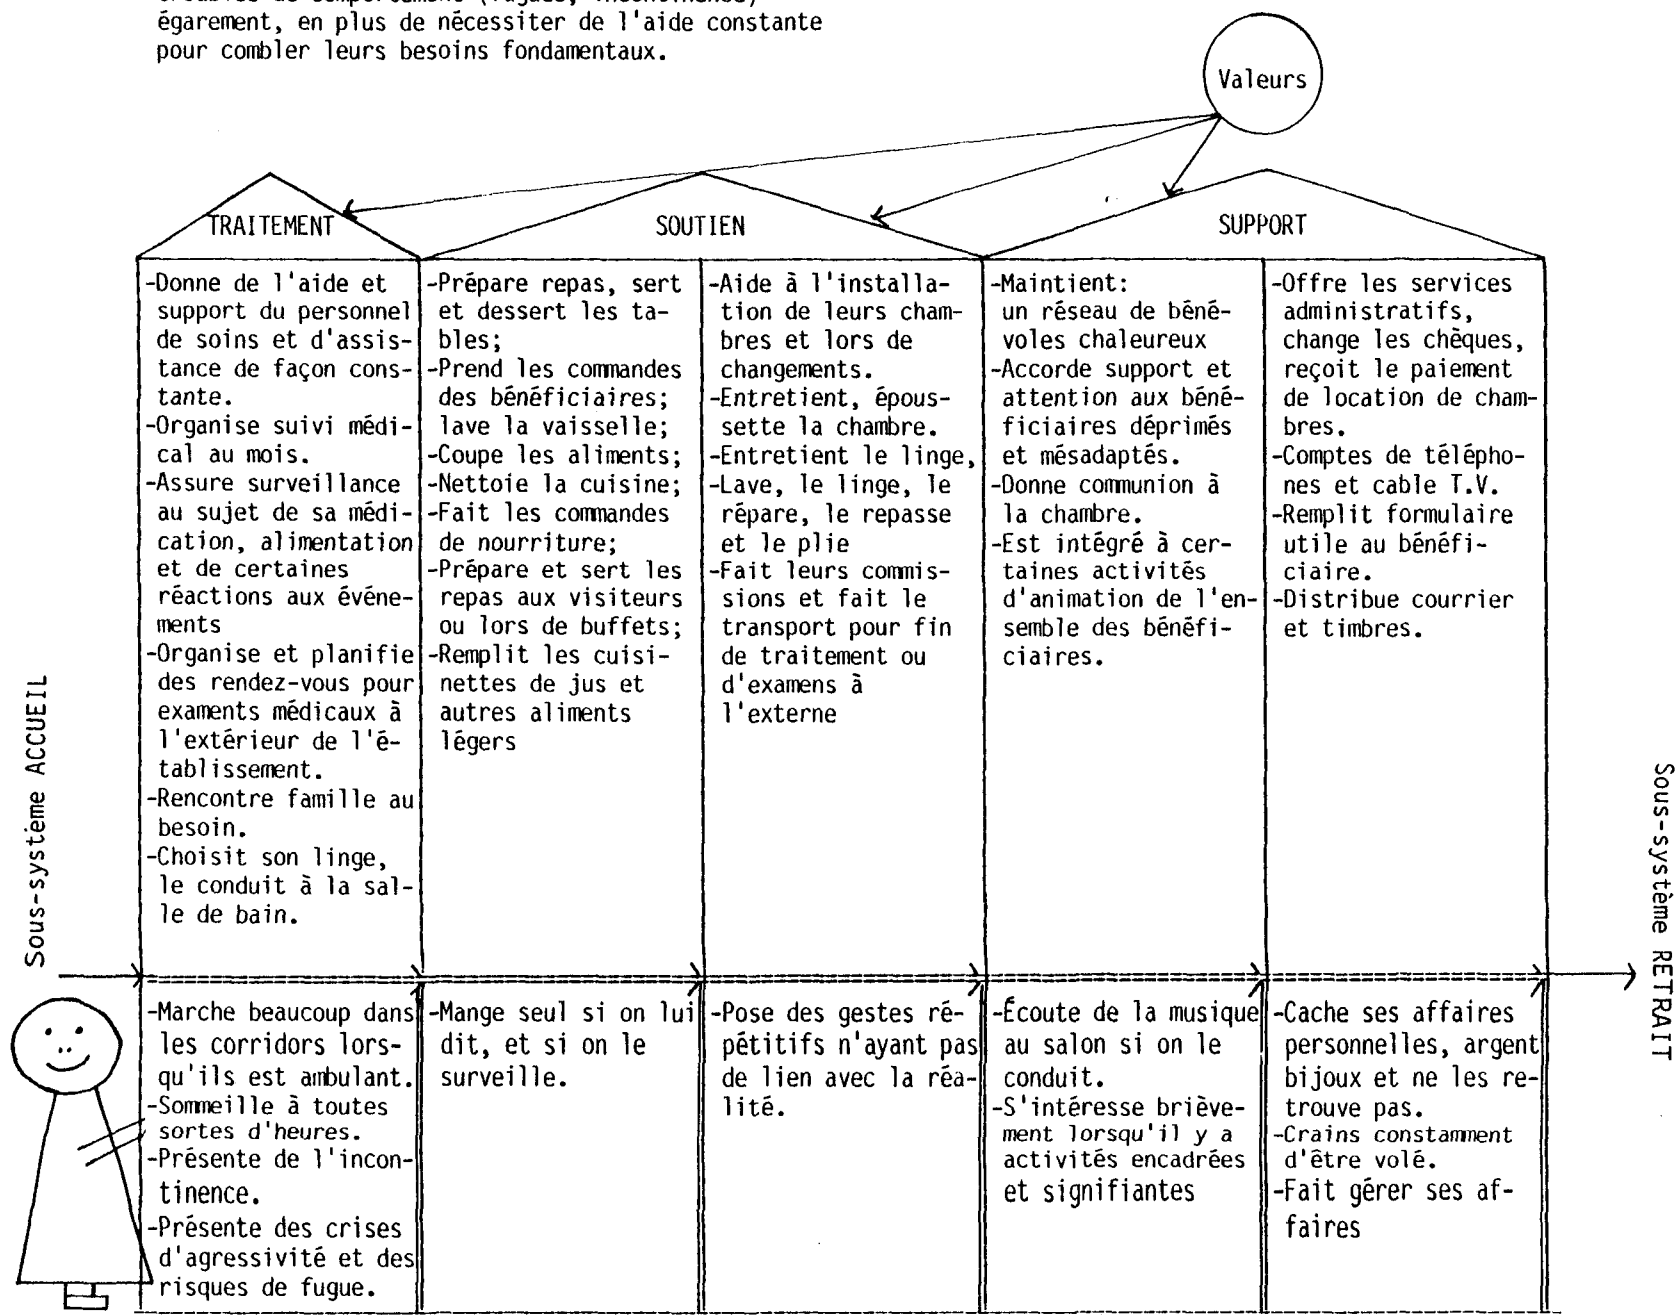 égarement, en plus de nécessiter de l'aide constante
pour combler leurs besoins fondamentaux.
Valeurs
TRAITEMENT
SOUTIEN
SUPPORT
-Donne de l'aide et
support du personnel
de soins et d'assis-
tance de façon cons-
tante.
-Organise suivi médi-
cal au mois.
-Assure surveillance
au sujet de sa médi-
cation, alimentation
et de certaines
réactions aux événe-
ments
-Organise et planifie
des rendez-vous pour
examents médicaux à
l'extérieur de l'é-
tablissement.
-Rencontre famille au
besoin.
-Choisit son linge,
le conduit à la sal-
le de bain.
-Prépare repas, sert
et dessert les ta-
bles;
-Prend les commandes
des bénéficiaires;
lave la vaisselle;
-Coupe les aliments;
-Nettoie la cuisine;
-Fait les commandes
de nourriture;
-Prépare et sert les
repas aux visiteurs
ou lors de buffets;
-Remplit les cuisi-
nettes de jus et
autres aliments
légers
-Aide à l'installa-
tion de leurs cham-
bres et lors de
changements.
-Entretient, épous-
sette la chambre.
-Entretient le linge,
-Lave, le linge, le
répare, le repasse
et le plie
-Fait leurs commis-
sions et fait le
transport pour fin
de traitement ou
d'examens à
l'externe
-Maintient:
un réseau de béné-
voles chaleureux
-Accorde support et
attention aux béné-
ficiaires déprimés
et mésadaptés.
-Donne communion à
la chambre.
-Est intégré à cer-
taines activités
d'animation de l'en-
semble des bénéfi-
ciaires.
-Offre les services
administratifs,
change les chèques,
reçoit le paiement
de location de cham-
bres.
-Comptes de télépho-
nes et cable T.V.
-Remplit formulaire
utile au bénéfi-
ciaire.
-Distribue courrier
et timbres.
Sous-système ACCUEIL
Sous-système RETRAIT
-Marche beaucoup dans
les corridors lors-
qu'ils est ambulant.
-Sommeille à toutes
sortes d'heures.
-Présente de l'incon-
tinence.
-Présente des crises
d'agressivité et des
risques de fugue.
-Mange seul si on lui
dit, et si on le
surveille.
-Pose des gestes ré-
pétitifs n'ayant pas
de lien avec la réa-
lité.
-Écoute de la musique
au salon si on le
conduit.
-S'intéresse briève-
ment lorsqu'il y a
activités encadrées
et signifiantes
-Cache ses affaires
personnelles, argent
bijoux et ne les re-
trouve pas.
-Crains constamment
d'être volé.
-Fait gérer ses af-
faires